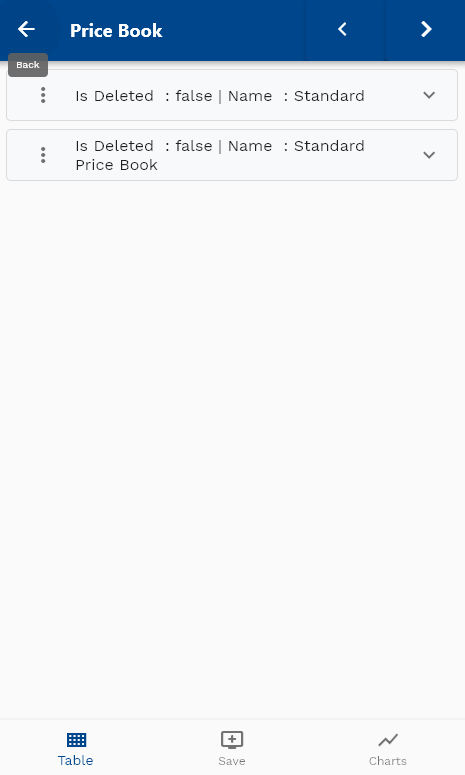 Price Book
Back
Is Deleted : false | Name : Standard
Is Deleted : false | Name : Standard
Price Book
Table
Save
Charts